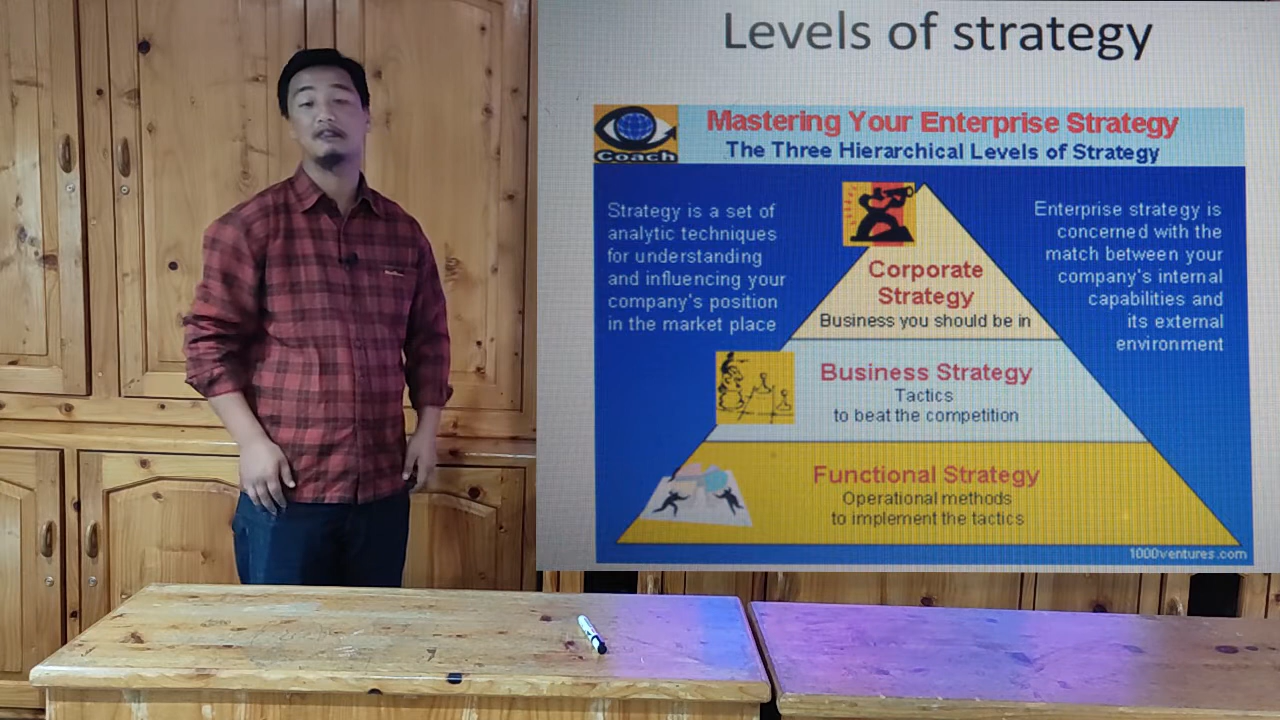 Levels of strategy
Coach
Mastering Your Enterprise Strategy
The Three Hierarchical Levels of Strategy
Strategy is a set of
analytic techniques
for understanding
and influencing your
company's position
in the market place
Enterprise strategy is
concerned with the
match between your
company's internal
capabilities and
its external
environment
Corporate
Strategy
Business you should be in
Business Strategy
Tactics
to beat the competition
Functional Strategy
Operational methods
to implement the tactics
1000ventures.com